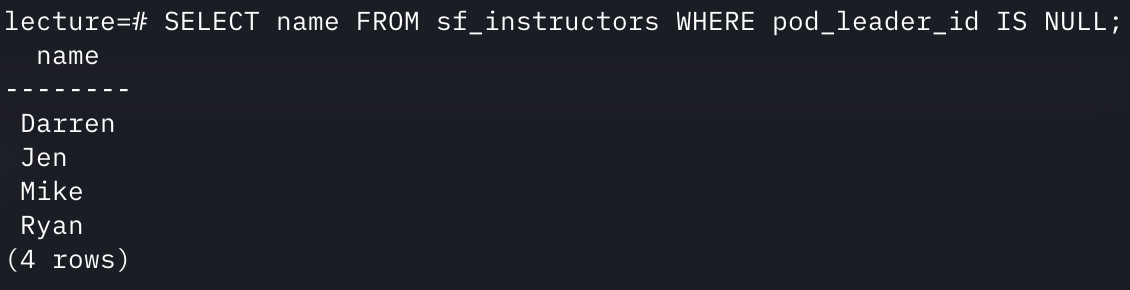 lecture=# SELECT name FROM sf_instructors WHERE pod_leader_id IS NULL;
name
--------
Darren
Jen
Mike
Ryan
(4 rows)